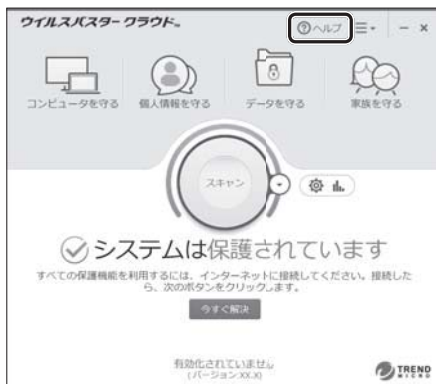 ウイルスバスター クラウド™
ヘルプ
コンピュータを守る
個人情報を守る
データを守る
家族を守る
スキャン
システムは保護されています
すべての保護機能を利用するには、インターネットに接続してください。接続した
ら、次のボタンをクリックします。
今すぐ解決
有効化されていません
(バージョン:XX.X)
TREND
MICRO